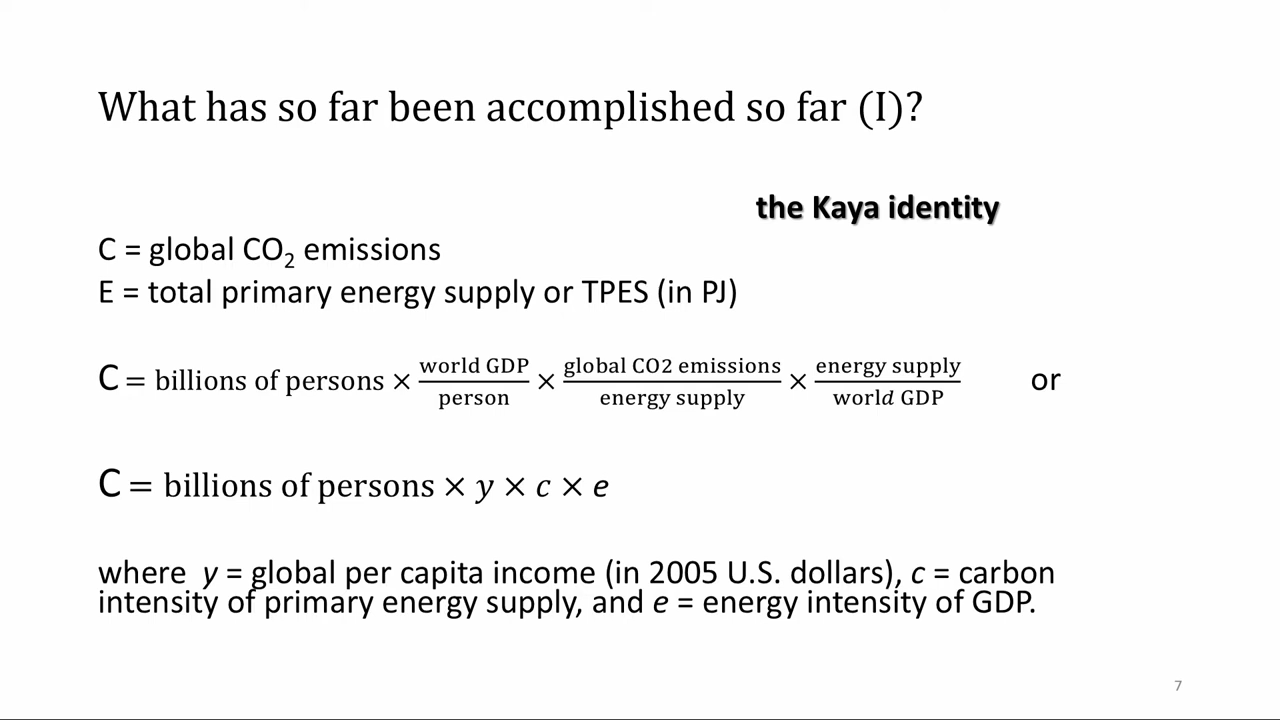 What has so far been accomplished so far (I)?
the Kaya identity
C = global CO₂ emissions
E = total primary energy supply or TPES (in PJ)
C = billions of persons × world GDP/person × global CO2 emissions/energy supply × energy supply/world GDP or
C = billions of persons × y × c × e
where y = global per capita income (in 2005 U.S. dollars), c = carbon
intensity of primary energy supply, and e = energy intensity of GDP.
7